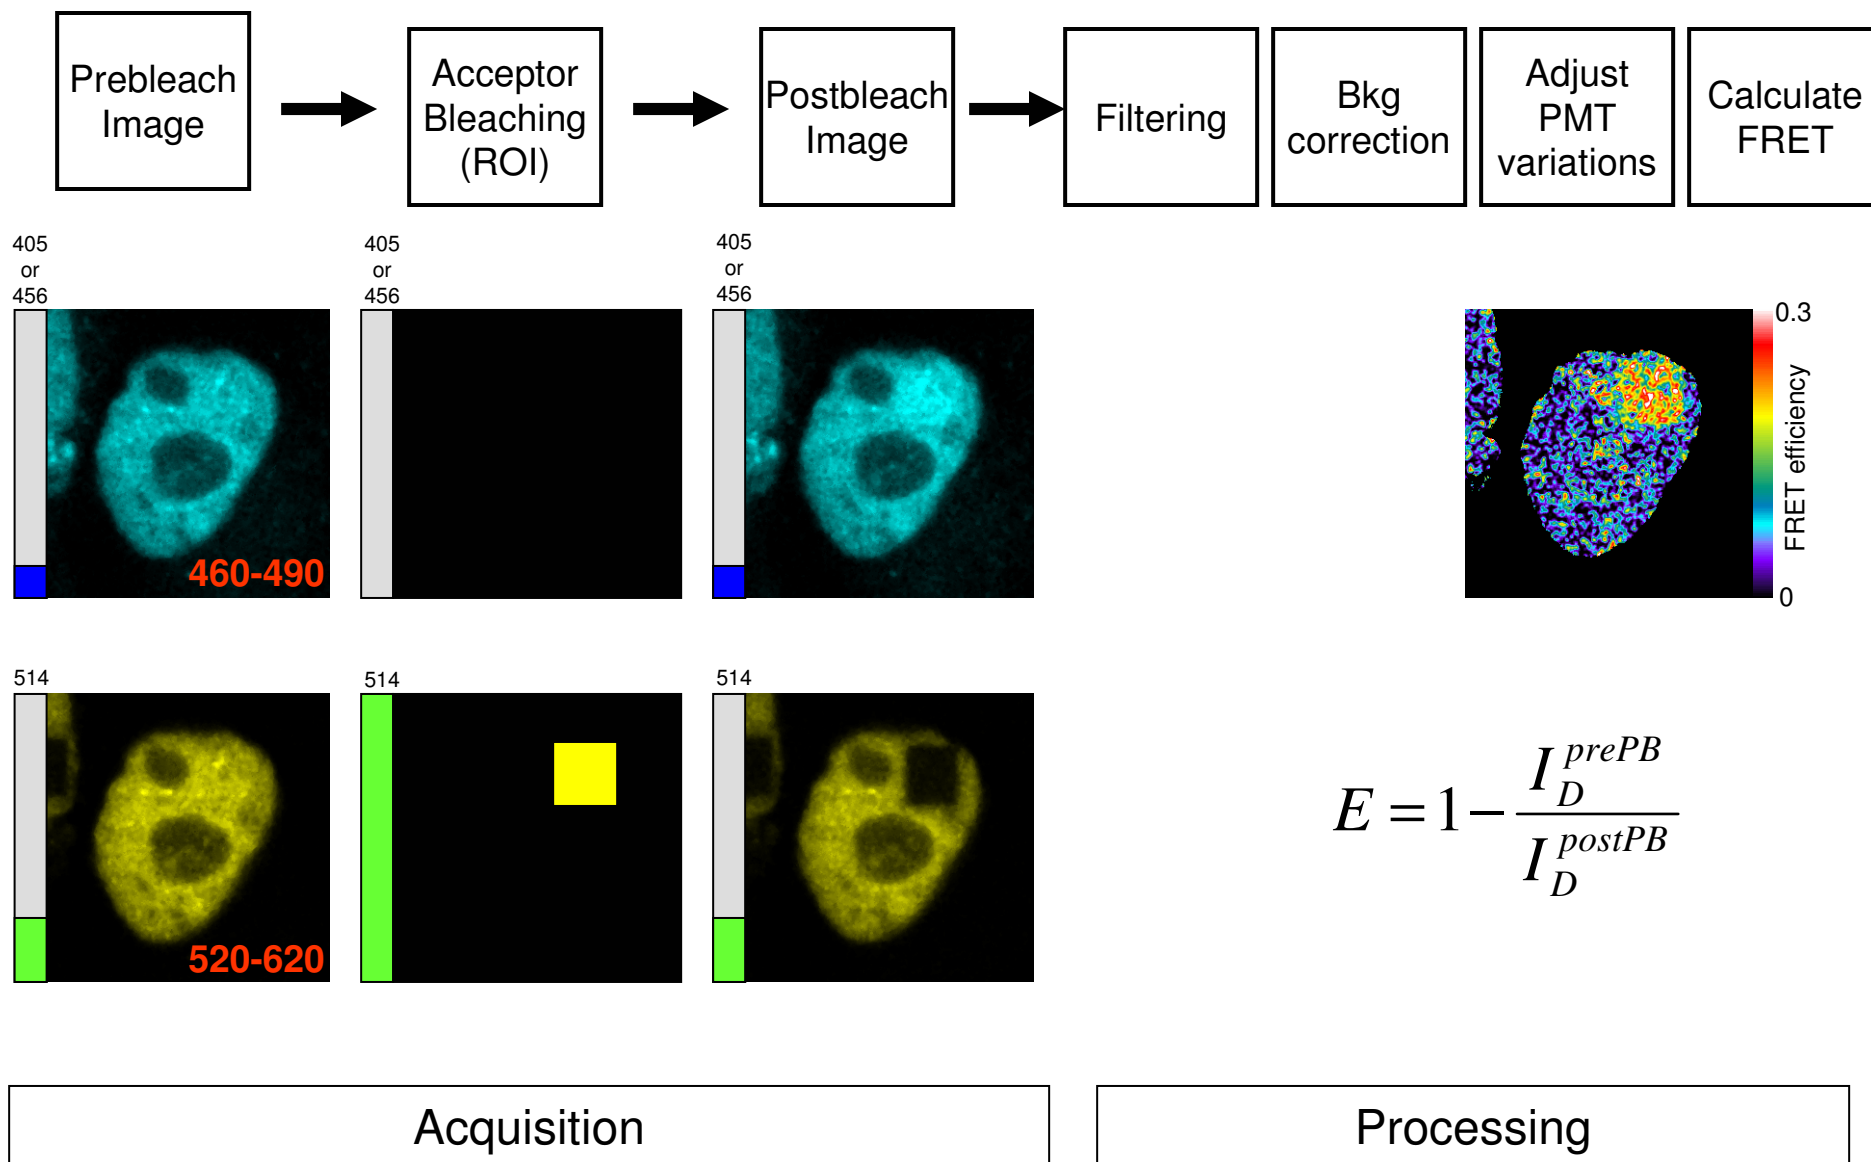 Prebleach
Image
Acceptor
Bleaching
(ROI)
Postbleach
Image
Filtering
Bkg
correction
Adjust
PMT
variations
Calculate
FRET
405
or
456
405
or
456
405
or
456
460-490
0.3
FRET efficiency
0
514
514
514
520-620
E = 1 - I_D^{prePB} / I_D^{postPB}
Acquisition
Processing